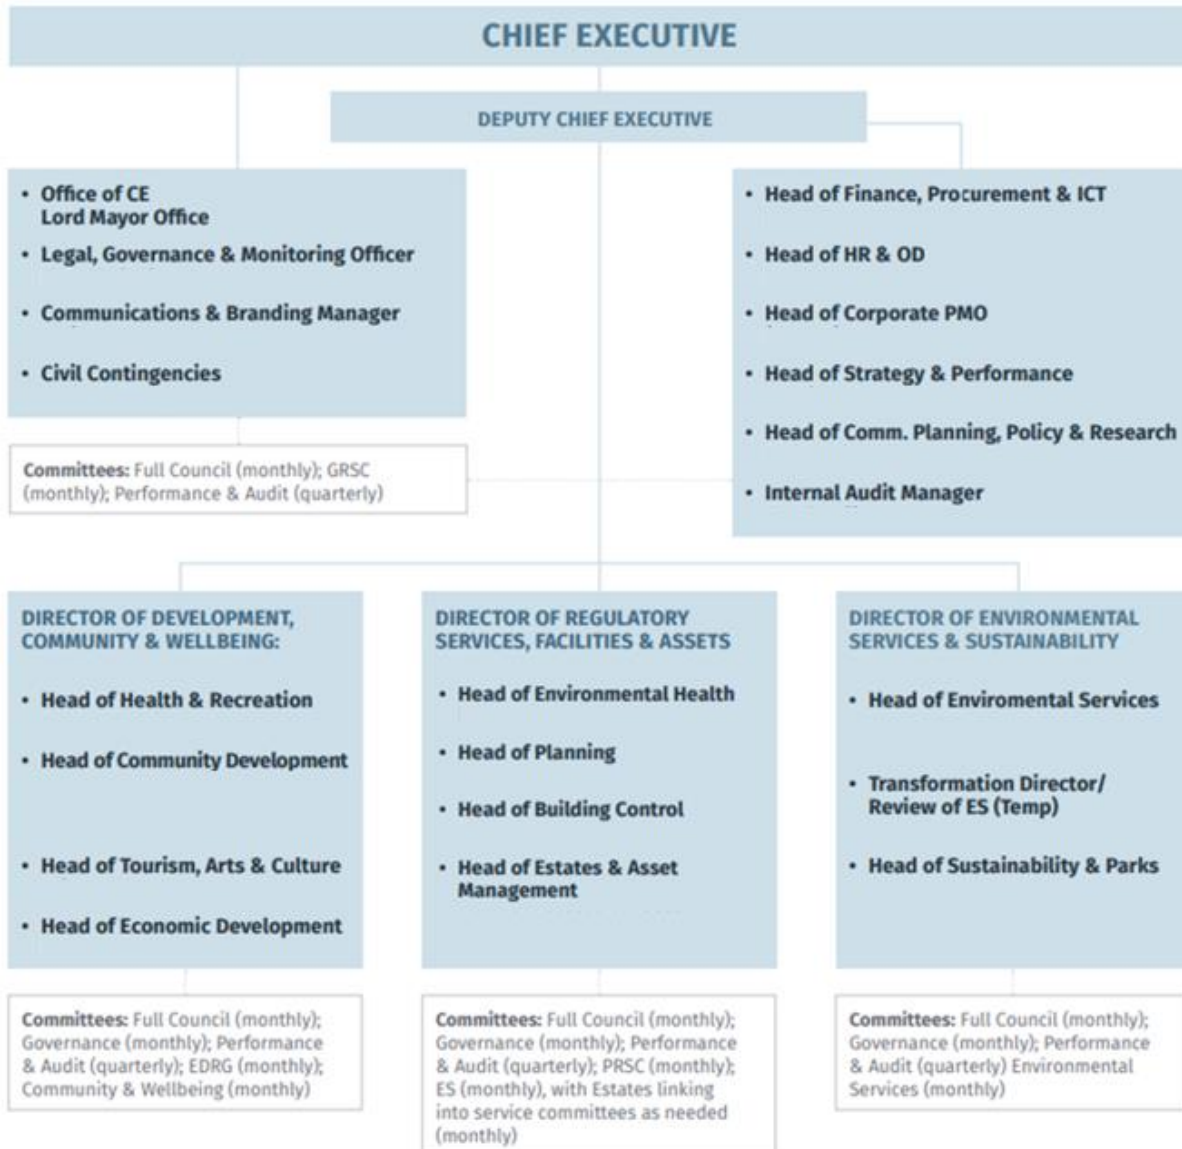 CHIEF EXECUTIVE
DEPUTY CHIEF EXECUTIVE
• Office of CE
Lord Mayor Office
• Legal, Governance & Monitoring Officer
• Communications & Branding Manager
• Civil Contingencies
Committees: Full Council (monthly); GRSC
(monthly); Performance & Audit (quarterly)
• Head of Finance, Procurement & ICT
• Head of HR & OD
• Head of Corporate PMO
• Head of Strategy & Performance
• Head of Comm. Planning, Policy & Research
• Internal Audit Manager
DIRECTOR OF DEVELOPMENT,
COMMUNITY & WELLBEING:
• Head of Health & Recreation
• Head of Community Development
• Head of Tourism, Arts & Culture
• Head of Economic Development
Committees: Full Council (monthly);
Governance (monthly); Performance
& Audit (quarterly); EDRG (monthly);
Community & Wellbeing (monthly)
DIRECTOR OF REGULATORY
SERVICES, FACILITIES & ASSETS
• Head of Environmental Health
• Head of Planning
• Head of Building Control
• Head of Estates & Asset
Management
Committees: Full Council (monthly);
Governance (monthly); Performance
& Audit (quarterly); PRSC (monthly);
ES (monthly), with Estates linking
into service committees as needed
(monthly)
DIRECTOR OF ENVIRONMENTAL
SERVICES & SUSTAINABILITY
• Head of Enviromental Services
• Transformation Director/
Review of ES (Temp)
• Head of Sustainability & Parks
Committees: Full Council (monthly);
Governance (monthly); Performance
& Audit (quarterly) Environmental
Services (monthly)